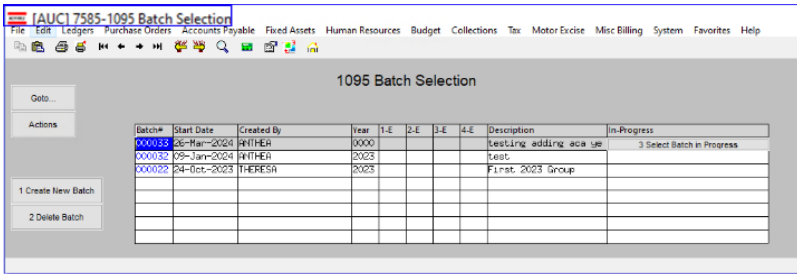 [AUC] 7585-1095 Batch Selection
File Edit Ledgers Purchase Orders Accounts Payable Fixed Assets Human Resources Budget Collections Tax Motor Excise Misc Billing System Favorites Help
1095 Batch Selection
Goto...
Actions
Batch# Start Date Created By Year 1-E 2-E 3-E 4-E Description In-Progress
000033 26-Mar-2024 ANTHEA 0000 testing adding aca ye 3 Select Batch in Progress
000032 09-Jan-2024 ANTHEA 2023 test
000022 24-Oct-2023 THERESA 2023 First 2023 Group
1 Create New Batch
2 Delete Batch